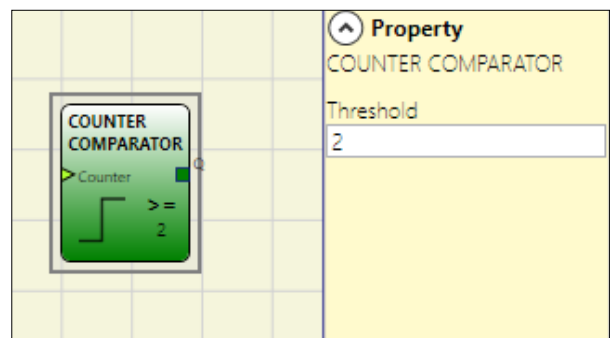 COUNTER
COMPARATOR
Q
Counter
>=
2
Property
COUNTER COMPARATOR
Threshold
2